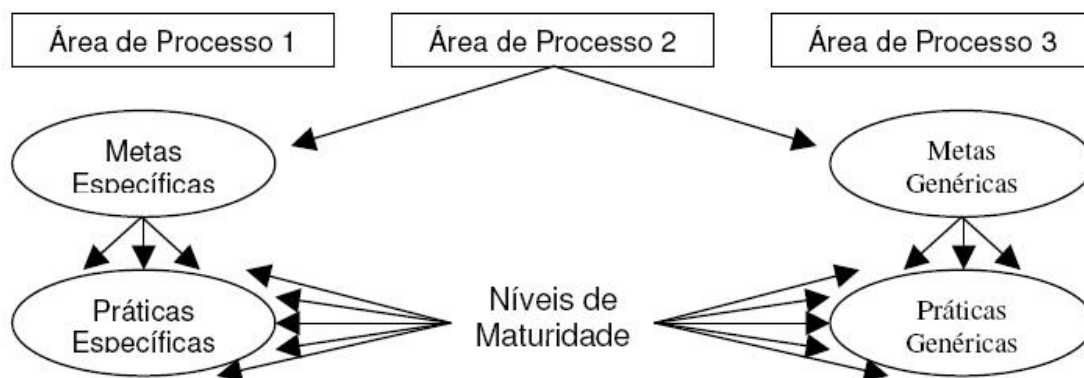 Área de Processo 1
Área de Processo 2
Área de Processo 3
Metas
Específicas
Metas
Genéricas
Práticas
Específicas
Níveis de
Maturidade
Práticas
Genéricas